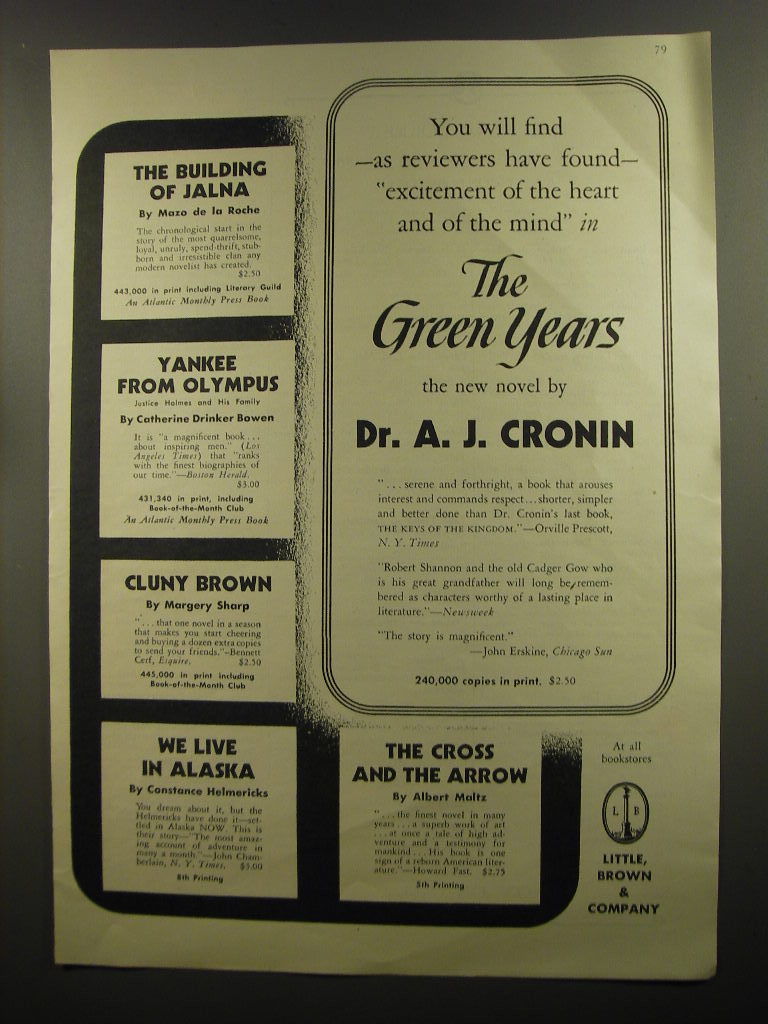 79
THE BUILDING
OF JALNA
By Mazo de la Roche
The chronological start in the
story of the most quarrelsome,
loyal, unruly, spend-thrift, stub-
born and irresistible clan any
modern novelist has created.
$2.50
443,000 in print including Literary Guild
An Atlantic Monthly Press Book
YANKEE
FROM OLYMPUS
Justice Holmes and His Family
By Catherine Drinker Bowen
It is "a magnificent book...
about inspiring men." (Los
Angeles Times) that "ranks
with the finest biographies of
our time."—Boston Herald.
$3.00
431,340 in print, including
Book-of-the-Month Club
An Atlantic Monthly Press Book
CLUNY BROWN
By Margery Sharp
"... that one novel in a season
that makes you start cheering
and buying a dozen extra copies
to send your friends."-Bennett
Cerf, Esquire. $2.50
445,000 in print including
Book-of-the-Month Club
WE LIVE
IN ALASKA
By Constance Helmericks
You dream about it, but the
Helmericks have done it—set-
tled in Alaska NOW. This is
their story—"The most amaz-
ing account of adventure in
many a month."—John Cham-
berlain, N. Y. Times. $3.00
8th Printing
You will find
—as reviewers have found—
"excitement of the heart
and of the mind" in
The
Green Years
the new novel by
Dr. A. J. CRONIN
"... serene and forthright, a book that arouses
interest and commands respect...shorter, simpler
and better done than Dr. Cronin's last book,
THE KEYS OF THE KINGDOM."—Orville Prescott,
N. Y. Times
"Robert Shannon and the old Cadger Gow who
is his great grandfather will long be remem-
bered as characters worthy of a lasting place in
literature."—Newsweek
"The story is magnificent."
—John Erskine, Chicago Sun
240,000 copies in print. $2.50
THE CROSS
AND THE ARROW
By Albert Maltz
"... the finest novel in many
years... a superb work of art
... at once a tale of high ad-
venture and a testimony for
mankind... His book is one
sign of a reborn American liter-
ature."—Howard Fast. $2.75
5th Printing
At all
bookstores
L B
LITTLE,
BROWN
&
COMPANY